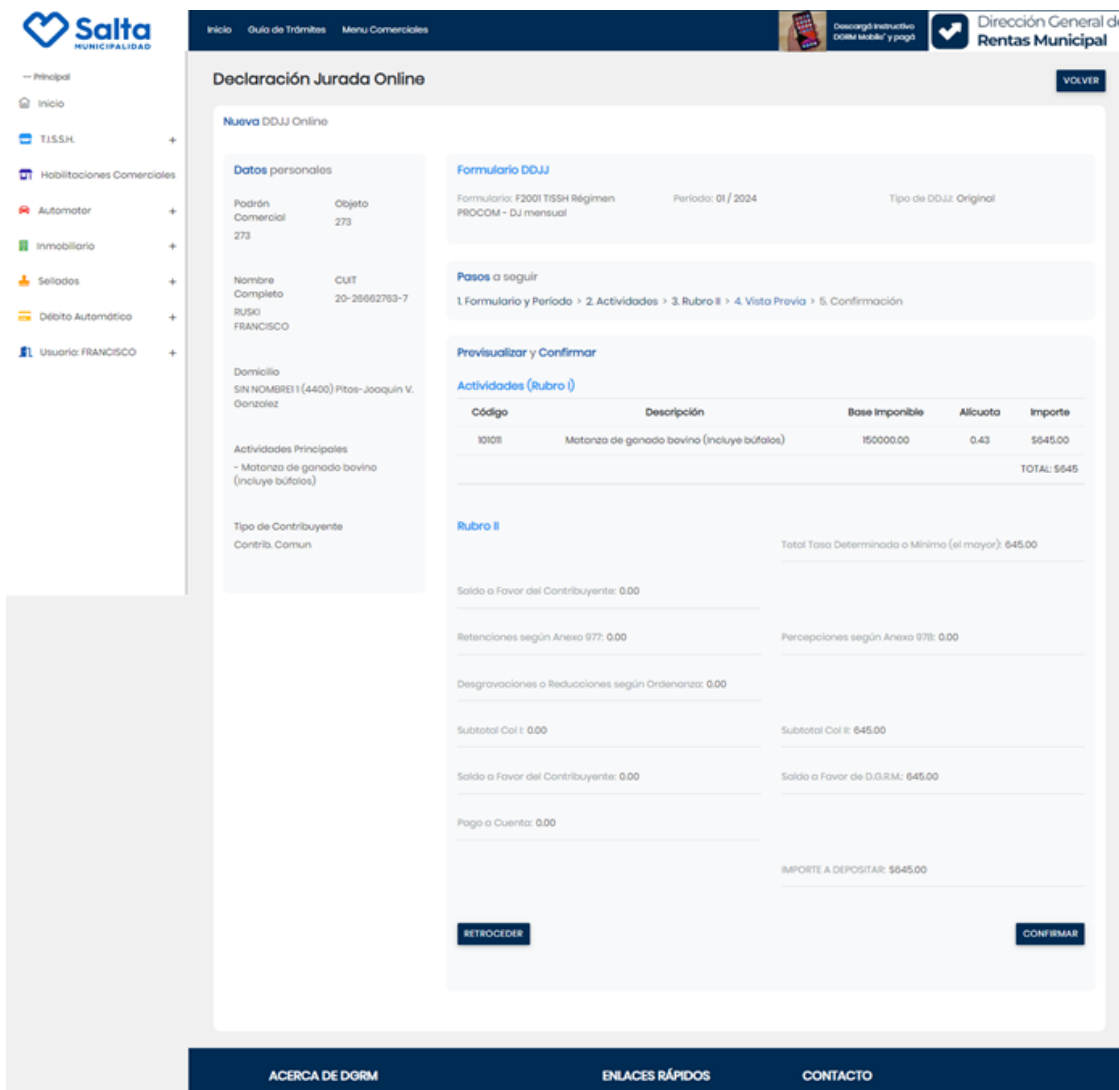 Salta
MUNICIPALIDAD
Inicio Guía de Trámites Menu Comerciales
Descargá Instructivo
DGRM Mobile" y pagá
Dirección General de
Rentas Municipal
— Principal
Inicio
T.I.S.S.H. +
Habilitaciones Comerciales
Automotor +
Inmobiliario +
Sellados +
Débito Automático +
Usuario: FRANCISCO +
Declaración Jurada Online
VOLVER
Nueva DDJJ Online
Datos personales
Padrón Comercial
273
Objeto
273
Nombre Completo
RUSKI
FRANCISCO
CUIT
20-26662763-7
Domicilio
SIN NOMBRE1 1 (4400) Pitos-Joaquin V.
Gonzalez
Actividades Principales
- Matanza de ganado bovino
(Incluye búfalos)
Tipo de Contribuyente
Contrib. Comun
Formulario DDJJ
Formulario: F2001 TISSH Régimen
PROCOM - DJ mensual
Período: 01 / 2024
Tipo de DDJJ: Original
Pasos a seguir
1. Formulario y Período > 2. Actividades > 3. Rubro II > 4. Vista Previa > 5. Confirmación
Previsualizar y Confirmar
Actividades (Rubro I)
Código Descripción Base Imponible Alícuota Importe
101011 Matanza de ganado bovino (Incluye búfalos) 150000.00 0.43 $645.00
TOTAL: $645
Rubro II
Total Tasa Determinada o Mínimo (el mayor): 645.00
Saldo a Favor del Contribuyente: 0.00
Retenciones según Anexo 977: 0.00
Percepciones según Anexo 978: 0.00
Desgravaciones o Reducciones según Ordenanza: 0.00
Subtotal Col I: 0.00
Subtotal Col II: 645.00
Saldo a Favor del Contribuyente: 0.00
Saldo a Favor de D.G.R.M.: 645.00
Pago a Cuenta: 0.00
IMPORTE A DEPOSITAR: $645.00
RETROCEDER
CONFIRMAR
ACERCA DE DGRM
ENLACES RÁPIDOS
CONTACTO